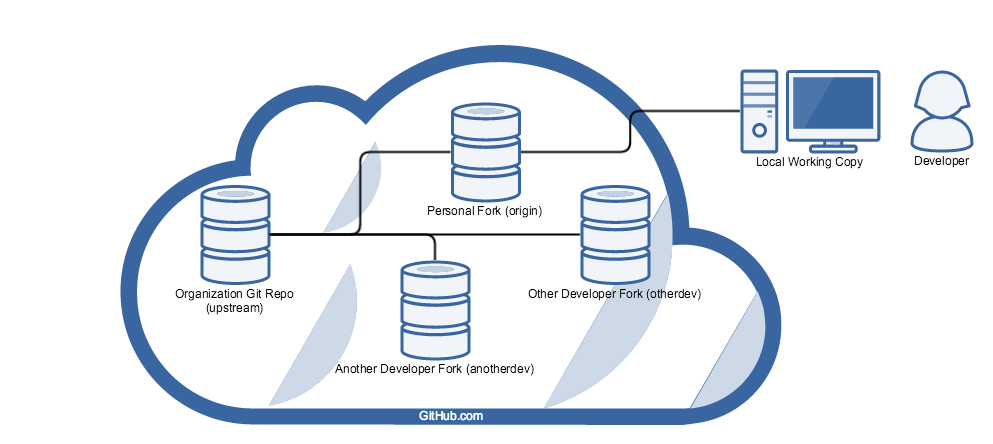 Local Working Copy
Developer
Personal Fork (origin)
Organization Git Repo
(upstream)
Other Developer Fork (otherdev)
Another Developer Fork (anotherdev)
GitHub.com